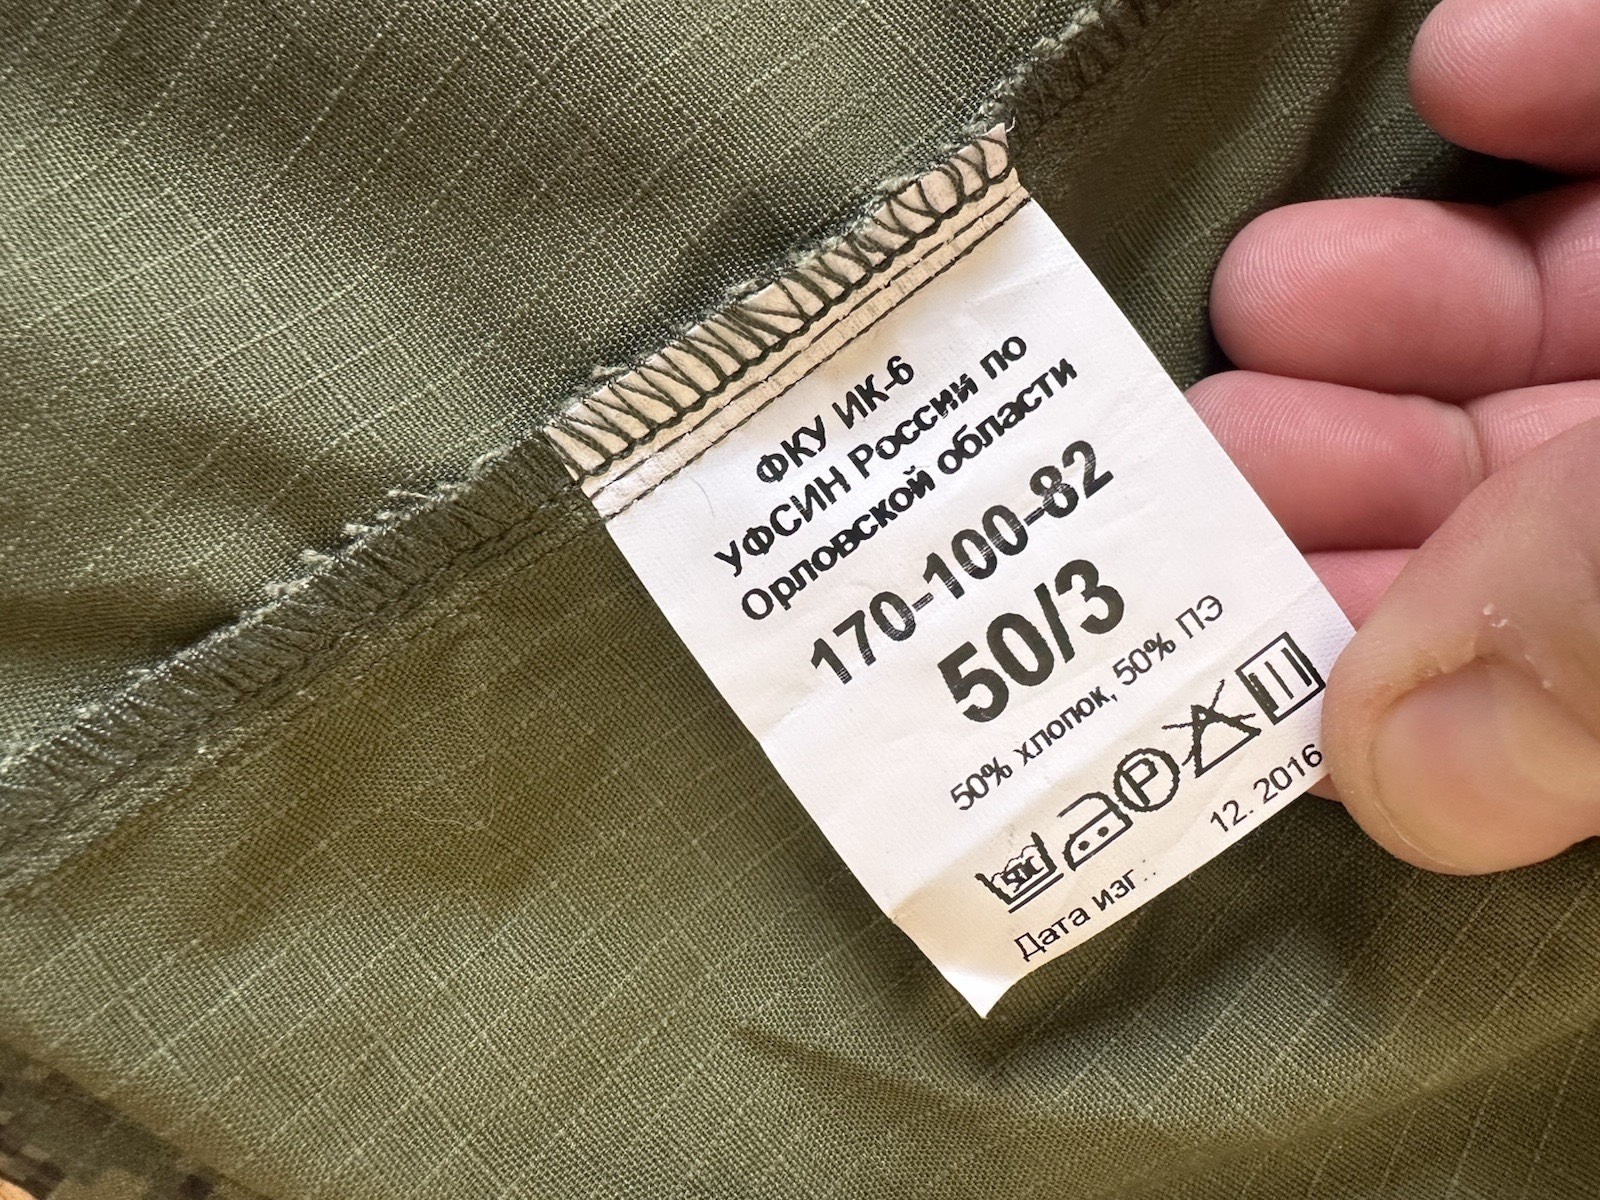 ФКУ ИК-6
УФСИН России по
Орловской области
170-100-82
50/3
50% хлопок, 50% ПЭ
P
Дата изг.. 12. 2016